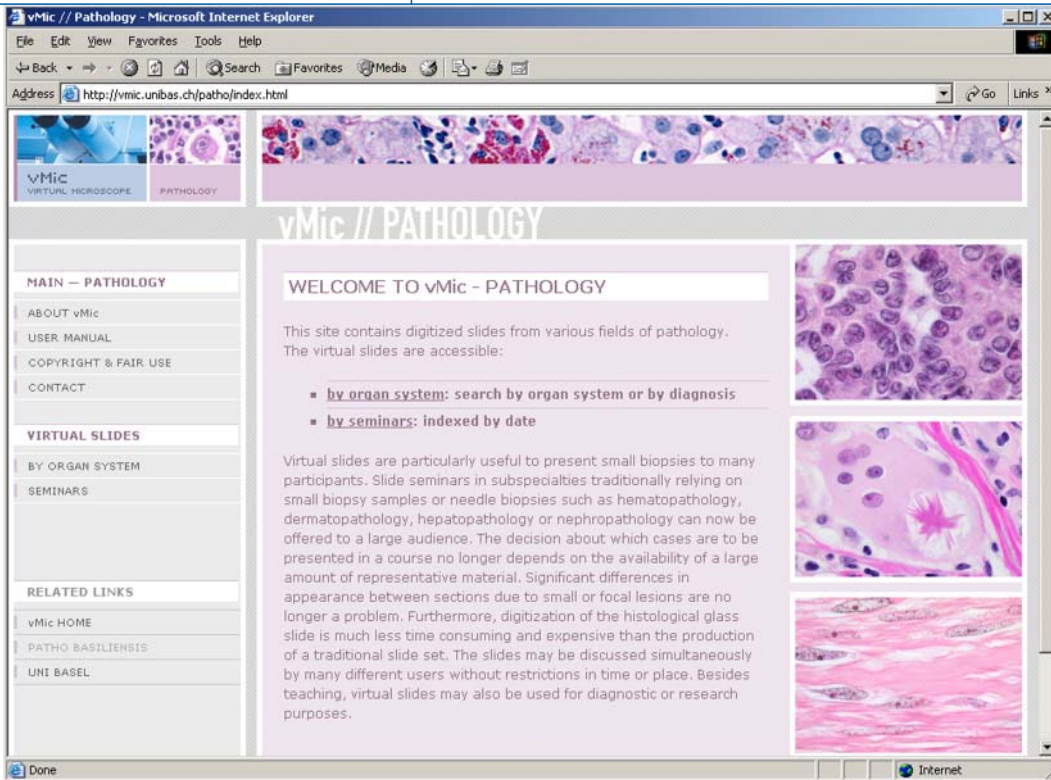 vMic // Pathology - Microsoft Internet Explorer
File Edit View Favorites Tools Help
Back Search Favorites Media
Address http://vmic.unibas.ch/patho/index.html Go Links »
vMic
VIRTUAL MICROSCOPE PATHOLOGY
vMic // PATHOLOGY
MAIN — PATHOLOGY
ABOUT vMic
USER MANUAL
COPYRIGHT & FAIR USE
CONTACT
VIRTUAL SLIDES
BY ORGAN SYSTEM
SEMINARS
RELATED LINKS
vMic HOME
PATHO BASILIENSIS
UNI BASEL
WELCOME TO vMic - PATHOLOGY
This site contains digitized slides from various fields of pathology.
The virtual slides are accessible:
by organ system: search by organ system or by diagnosis
by seminars: indexed by date
Virtual slides are particularly useful to present small biopsies to many
participants. Slide seminars in subspecialties traditionally relying on
small biopsy samples or needle biopsies such as hematopathology,
dermatopathology, hepatopathology or nephropathology can now be
offered to a large audience. The decision about which cases are to be
presented in a course no longer depends on the availability of a large
amount of representative material. Significant differences in
appearance between sections due to small or focal lesions are no
longer a problem. Furthermore, digitization of the histological glass
slide is much less time consuming and expensive than the production
of a traditional slide set. The slides may be discussed simultaneously
by many different users without restrictions in time or place. Besides
teaching, virtual slides may also be used for diagnostic or research
purposes.
Done Internet